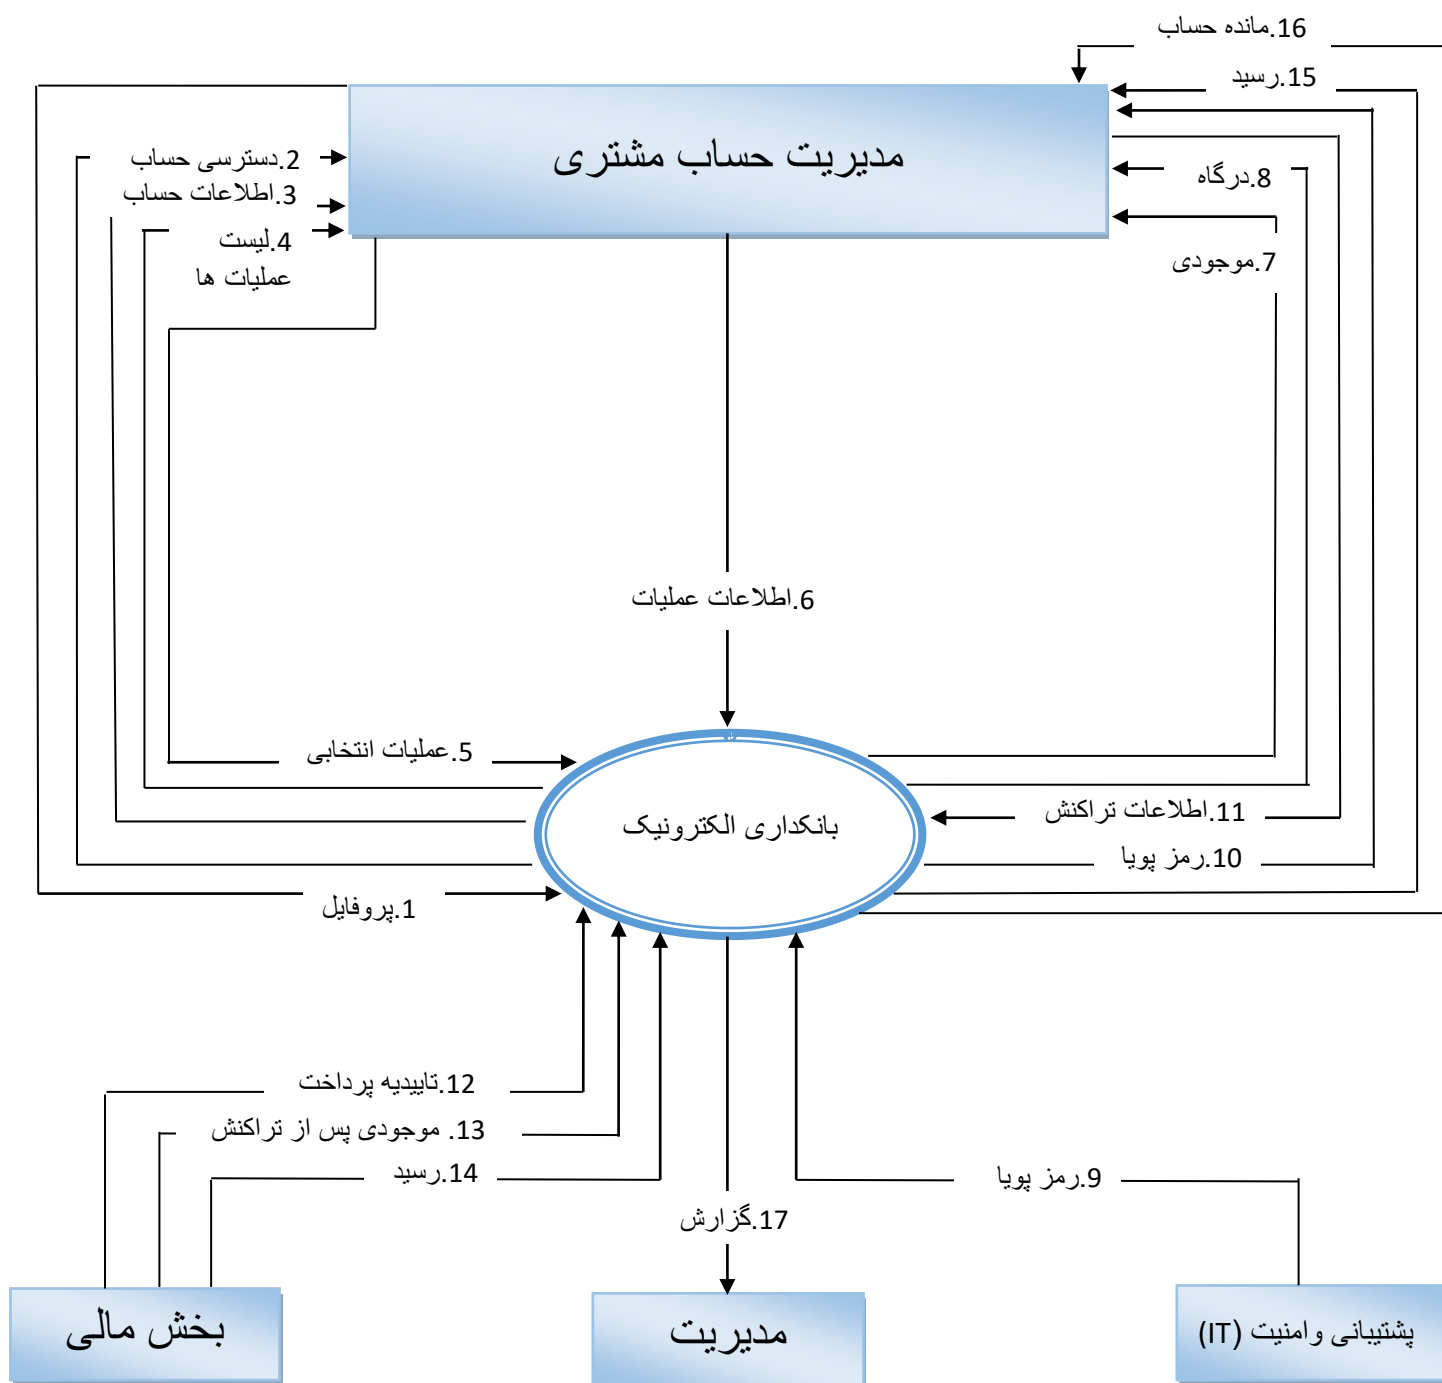 16.مانده حساب
15.رسید
مدیریت حساب مشتری
2.دسترسی حساب
3.اطلاعات حساب
4.لیست
عملیات ها
8.درگاه
7.موجودی
6.اطلاعات عملیات
5.عملیات انتخابی
بانکداری الکترونیک
11.اطلاعات تراکنش
10.رمز پویا
1.پروفایل
12.تاییدیه پرداخت
13. موجودی پس از تراکنش
14.رسید
9.رمز پویا
17.گزارش
بخش مالی
مدیریت
پشتیبانی وامنیت (IT)